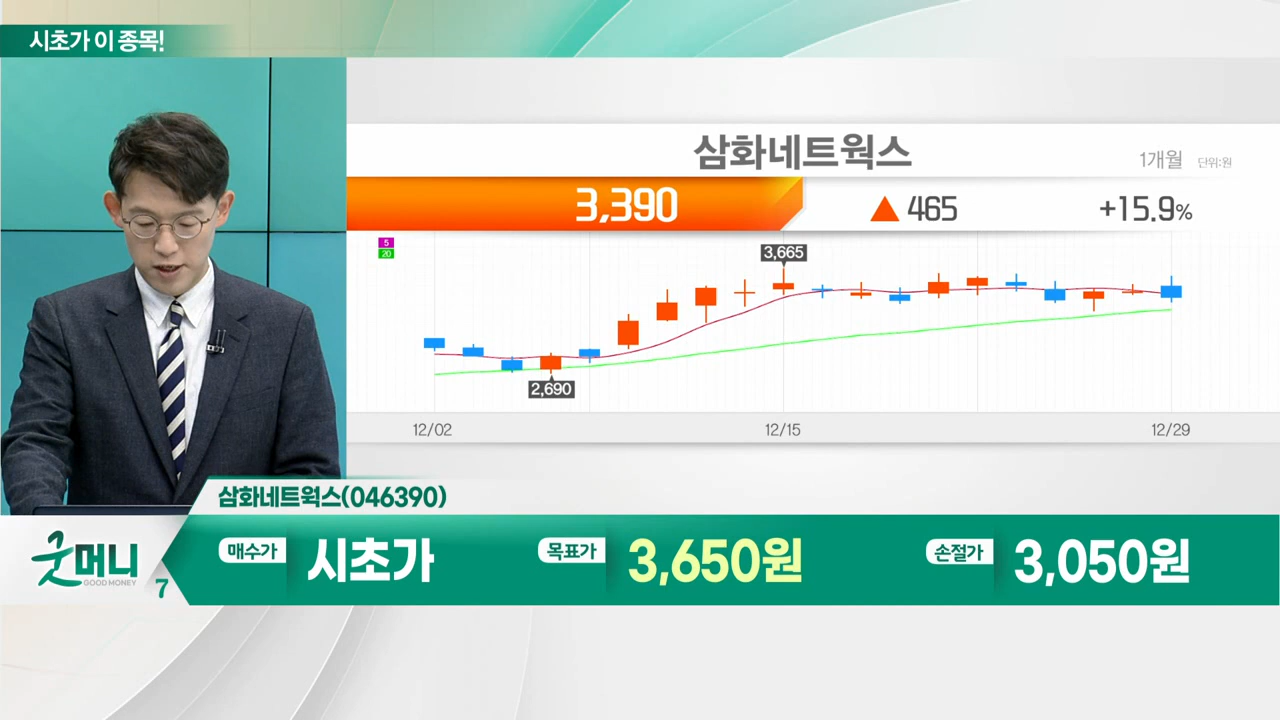 시초가 이 종목!
삼화네트웍스
1개월 단위:원
3,390 ▲ 465 +15.9%
5
20
3,665
2,690
12/02 12/15 12/29
삼화네트웍스(046390)
굿머니
GOOD MONEY
7
매수가 시초가 목표가 3,650원 손절가 3,050원